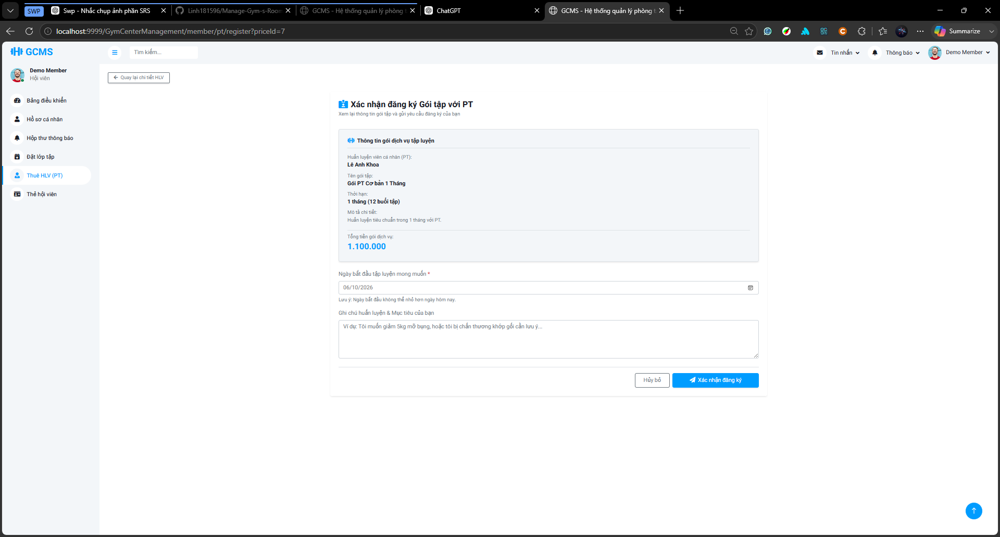 SWP
Swp - Nhắc chụp ảnh phần SRS
Linh181596/Manage-Gym-s-Room
GCMS - Hệ thống quản lý phòng t
ChatGPT
GCMS - Hệ thống quản lý phòng t
localhost:9999/GymCenterManagement/member/pt/register?priceId=7
Summarize
GCMS
Tìm kiếm...
Tin nhắn
Thông báo
Demo Member
Demo Member
Hội viên
Bảng điều khiển
Hồ sơ cá nhân
Hộp thư thông báo
Đặt lớp tập
Thuê HLV (PT)
Thẻ hội viên
Quay lại chi tiết HLV
Xác nhận đăng ký Gói tập với PT
Xem lại thông tin gói tập và gửi yêu cầu đăng ký của bạn
Thông tin gói dịch vụ tập luyện
Huấn luyện viên cá nhân (PT):
Lê Anh Khoa
Tên gói tập:
Gói PT Cơ bản 1 Tháng
Thời hạn:
1 tháng (12 buổi tập)
Mô tả chi tiết:
Huấn luyện tiêu chuẩn trong 1 tháng với PT.
Tổng tiền gói dịch vụ:
1.100.000
Ngày bắt đầu tập luyện mong muốn *
06/10/2026
Lưu ý: Ngày bắt đầu không thể nhỏ hơn ngày hôm nay.
Ghi chú huấn luyện & Mục tiêu của bạn
Ví dụ: Tôi muốn giảm 5kg mỡ bụng, hoặc tôi bị chấn thương khớp gối cần lưu ý...
Hủy bỏ
Xác nhận đăng ký